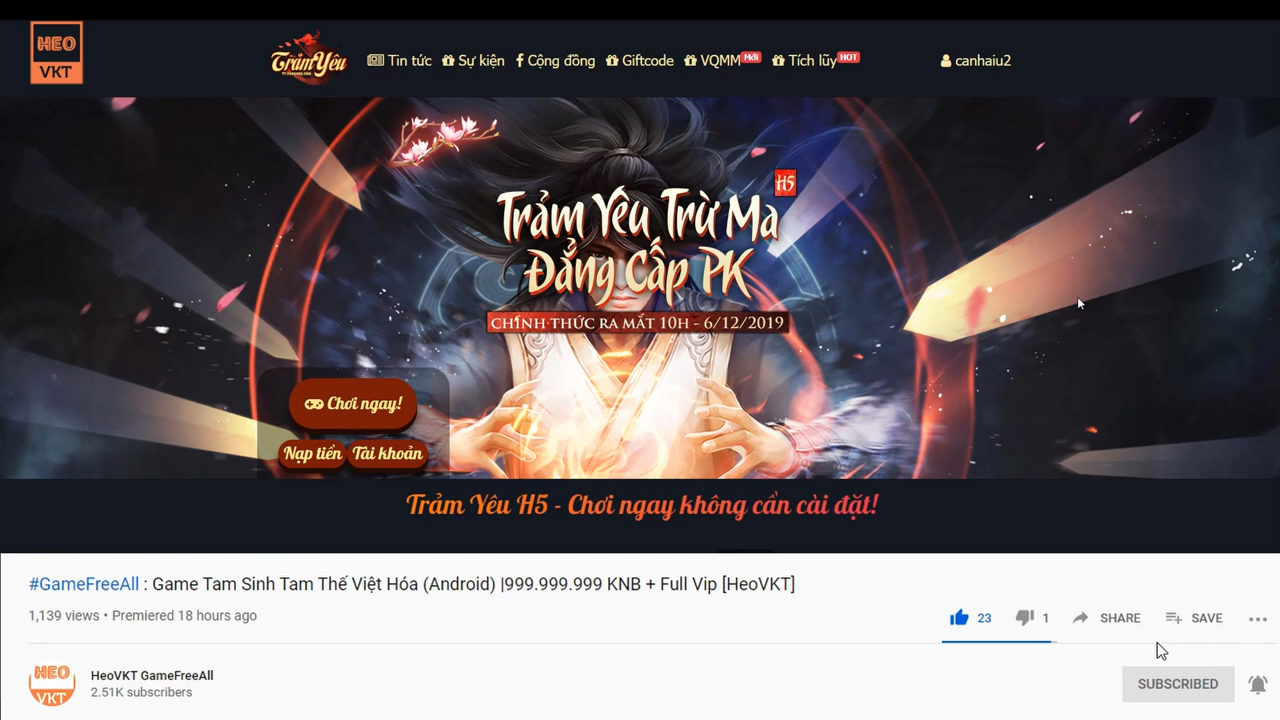 HEO
VKT
Trảm Yêu
Tin tức Sự kiện Cộng đồng Giftcode VQMM Mới Tích lũy HOT canhaiu2
H5
Trảm Yêu Trừ Ma
Đẳng Cấp PK
CHÍNH THỨC RA MẮT 10H - 6/12/2019
Chơi ngay!
Nạp tiền Tài khoản
Trảm Yêu H5 - Chơi ngay không cần cài đặt!
#GameFreeAll : Game Tam Sinh Tam Thế Việt Hóa (Android) |999.999.999 KNB + Full Vip [HeoVKT]
1,139 views • Premiered 18 hours ago
23 1 SHARE SAVE
HEO
VKT
HeoVKT GameFreeAll
2.51K subscribers
SUBSCRIBED